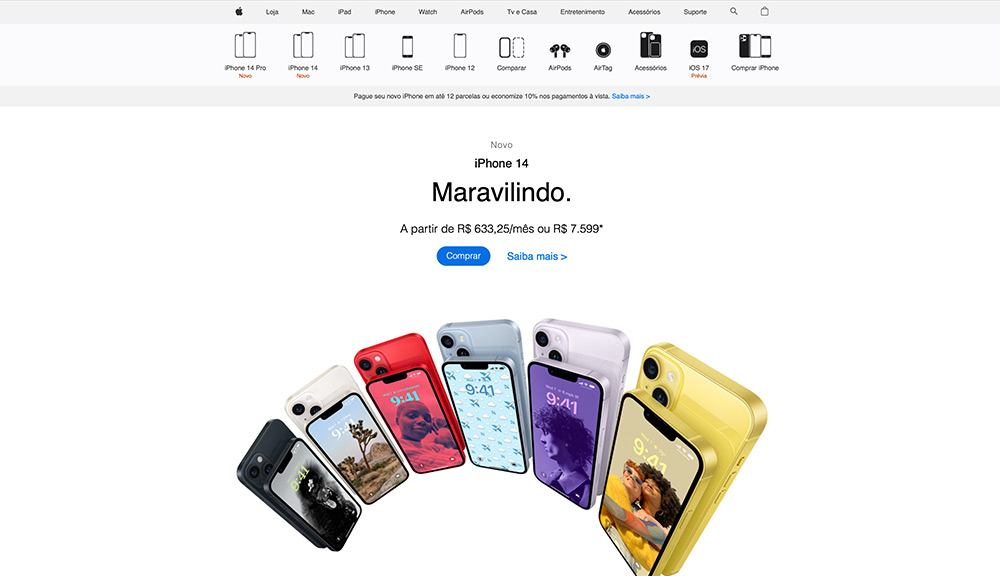 Loja Mac iPad iPhone Watch AirPods Tv e Casa Entretenimento Acessórios Suporte
iOS
iPhone 14 Pro iPhone 14 iPhone 13 iPhone SE iPhone 12 Comparar AirPods AirTag Acessórios iOS 17 Comprar iPhone
Novo Novo Prévia
Pague seu novo iPhone em até 12 parcelas ou economize 10% nos pagamentos à vista. Saiba mais >
Novo
iPhone 14
Maravilindo.
A partir de R$ 633,25/mês ou R$ 7.599*
Comprar Saiba mais >
9:41
9:41
9:41
9:41
9:41
9:41